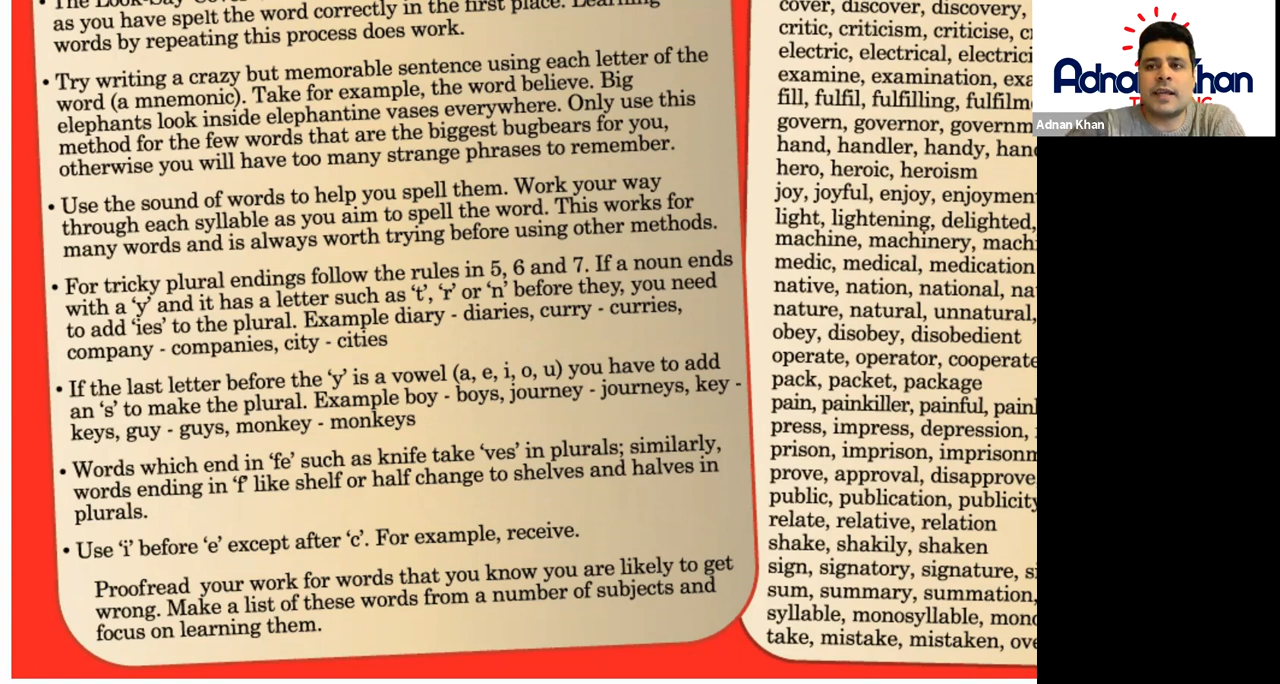 as you have spelt the word correctly in the first place.
words by repeating this process does work.
• Try writing a crazy but memorable sentence using each letter of the
word (a mnemonic). Take for example, the word believe. Big
elephants look inside elephantine vases everywhere. Only use this
method for the few words that are the biggest bugbears for you,
otherwise you will have too many strange phrases to remember.
• Use the sound of words to help you spell them. Work your way
through each syllable as you aim to spell the word. This works for
many words and is always worth trying before using other methods.
• For tricky plural endings follow the rules in 5, 6 and 7. If a noun ends
with a ‘y’ and it has a letter such as ‘t’, ‘r’ or ‘n’ before they, you need
to add ‘ies’ to the plural. Example diary - diaries, curry - curries,
company - companies, city - cities
• If the last letter before the ‘y’ is a vowel (a, e, i, o, u) you have to add
an ‘s’ to make the plural. Example boy - boys, journey - journeys, key -
keys, guy - guys, monkey - monkeys
• Words which end in ‘fe’ such as knife take ‘ves’ in plurals; similarly,
words ending in ‘f’ like shelf or half change to shelves and halves in
plurals.
• Use ‘i’ before ‘e’ except after ‘c’. For example, receive.
Proofread your work for words that you know you are likely to get
wrong. Make a list of these words from a number of subjects and
focus on learning them.
cover, discover, discovery,
critic, criticism, criticise,
electric, electrical,
examine, examination,
fill, fulfil, fulfilling,
govern, governor,
hand, handler, handy,
hero, heroic, heroism
joy, joyful, enjoy,
light, lightening, delighted,
machine, machinery,
medic, medical, medication
native, nation, national,
nature, natural, unnatural,
obey, disobey, disobedient
operate, operator,
pack, packet, package
pain, painkiller, painful,
press, impress, depression,
prison, imprison,
prove, approval,
public, publication,
relate, relative, relation
shake, shakily, shaken
sign, signatory, signature,
sum, summary, summation,
syllable, monosyllable,
take, mistake, mistaken,
Adnan Khan